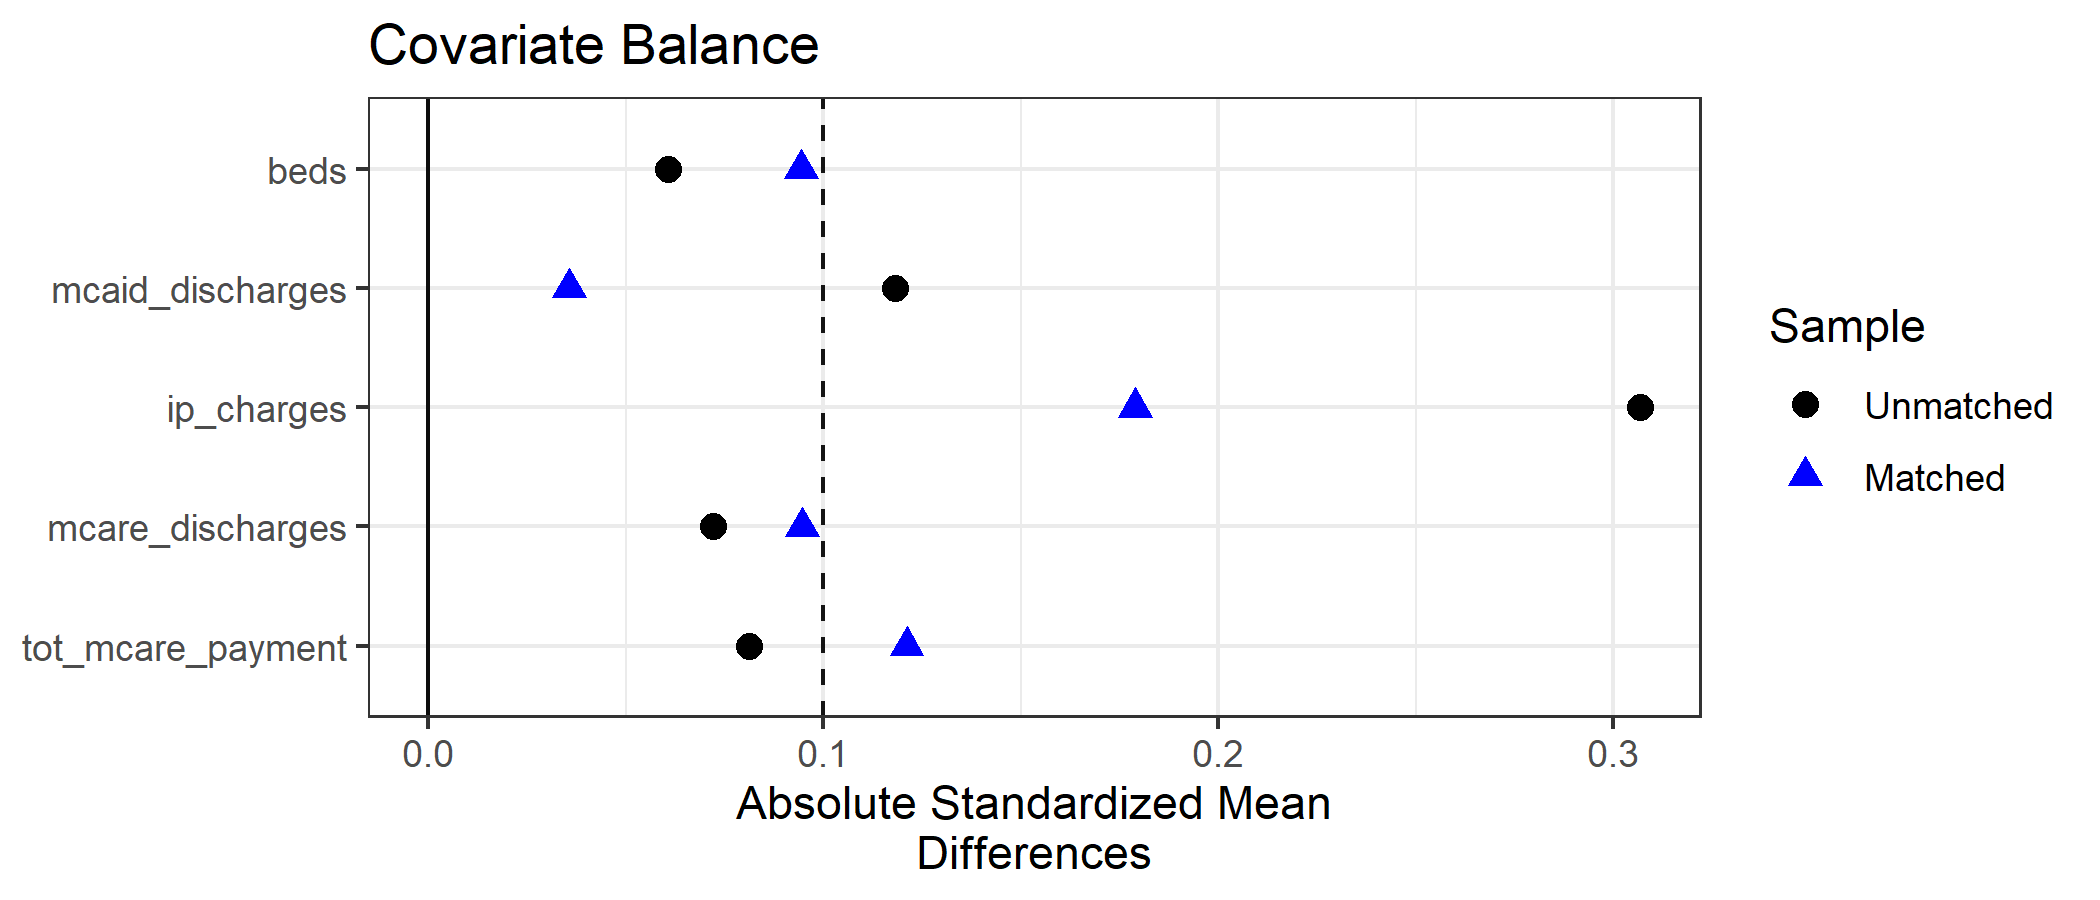 Covariate Balance
beds
mcaid_discharges
ip_charges
mcare_discharges
tot_mcare_payment
0.0
0.1
0.2
0.3
Absolute Standardized Mean
Differences
Sample
Unmatched
Matched